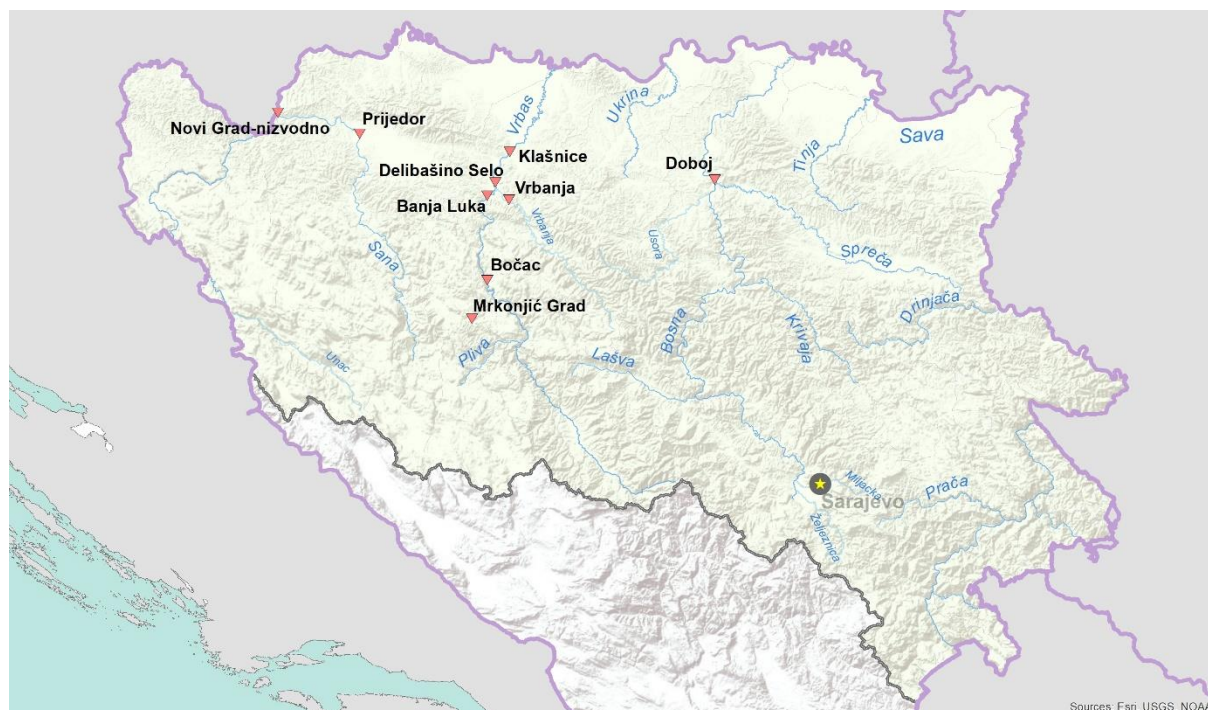 Novi Grad-nizvodno
Prijedor
Vrbas
Ukrina
Klašnice
Delibašino Selo
Vrbanja
Banja Luka
Vrbanja
Doboj
Tinja
Sava
Sana
Usora
Spreča
Bočac
Mrkonjić Grad
Drinjača
Pliva
Unac
Lašva
Bosna
Krivaja
Miljacka
Sarajevo
Prača
Željeznica
Sources: Esri, USGS, NOAA